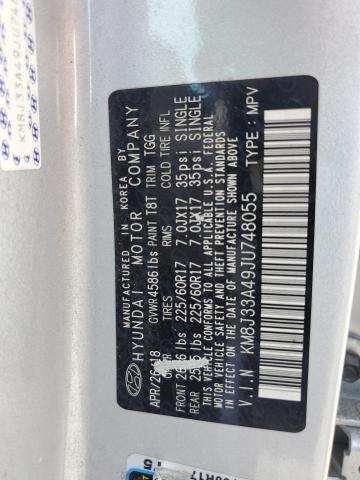 KM8J33A49JU7
MANUFACTURED IN KOREA BY
HYUNDAI MOTOR COMPANY
APR/26/18 GVWR 4586 lbs PAINT T8T TRIM TGG
TIRES RIMS COLD TIRE INFL
FRONT lbs 225/60R17 7.0JX17 35psi SINGLE
REAR lbs 225/60R17 7.0JX17 35psi SINGLE
THIS VEHICLE CONFORMS TO ALL APPLICABLE U.S.A FEDERAL
MOTOR VEHICLE SAFETY AND THEFT PREVENTION STANDARDS
IN EFFECT ON THE DATE OF MANUFACTURE SHOWN ABOVE.
V.I.N KM8J33A49JU748055 TYPE : MPV